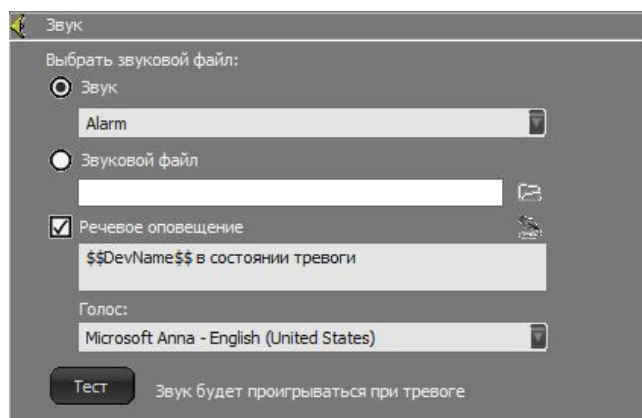 Звук
Выбрать звуковой файл:
Звук
Alarm
Звуковой файл
Речевое оповещение
$$DevName$$ в состоянии тревоги
Голос:
Microsoft Anna - English (United States)
Тест
Звук будет проигрываться при тревоге